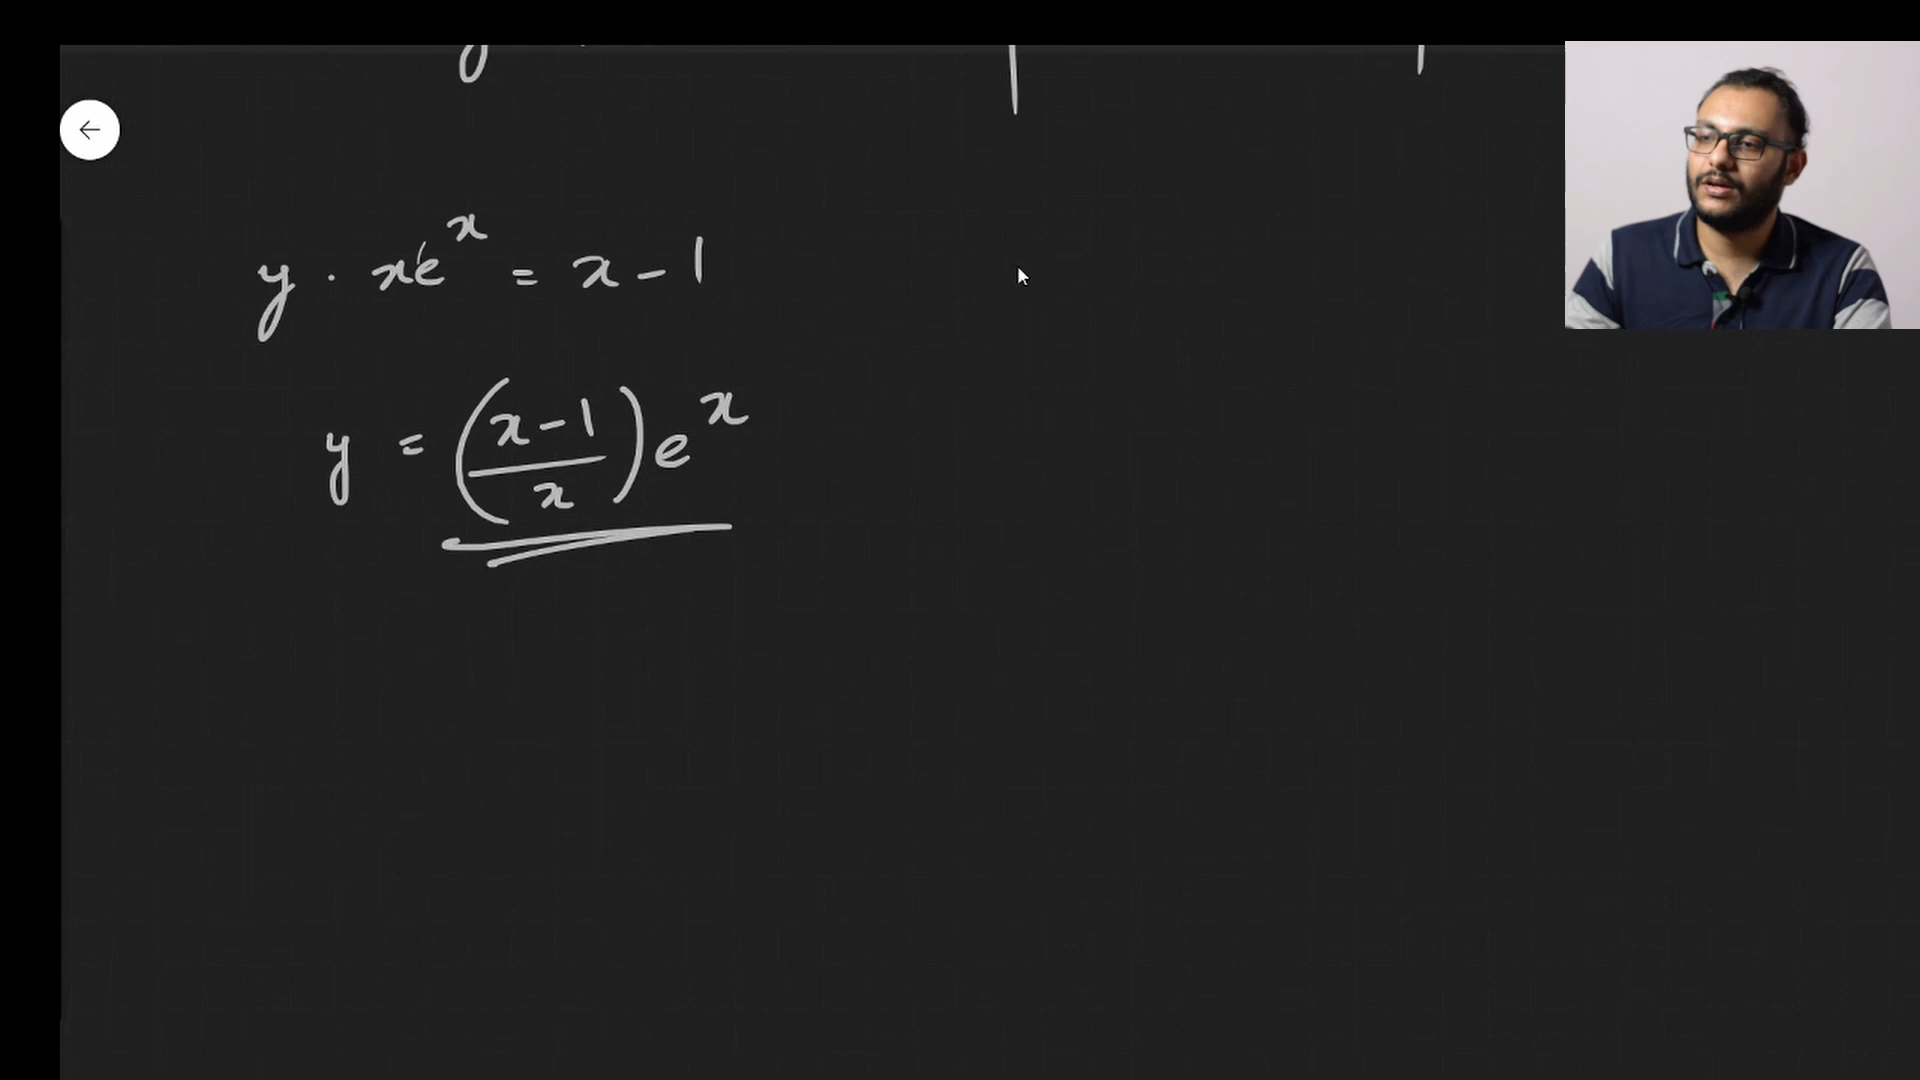 y · xe^x = x - 1
y = ((x-1)/x) e^x